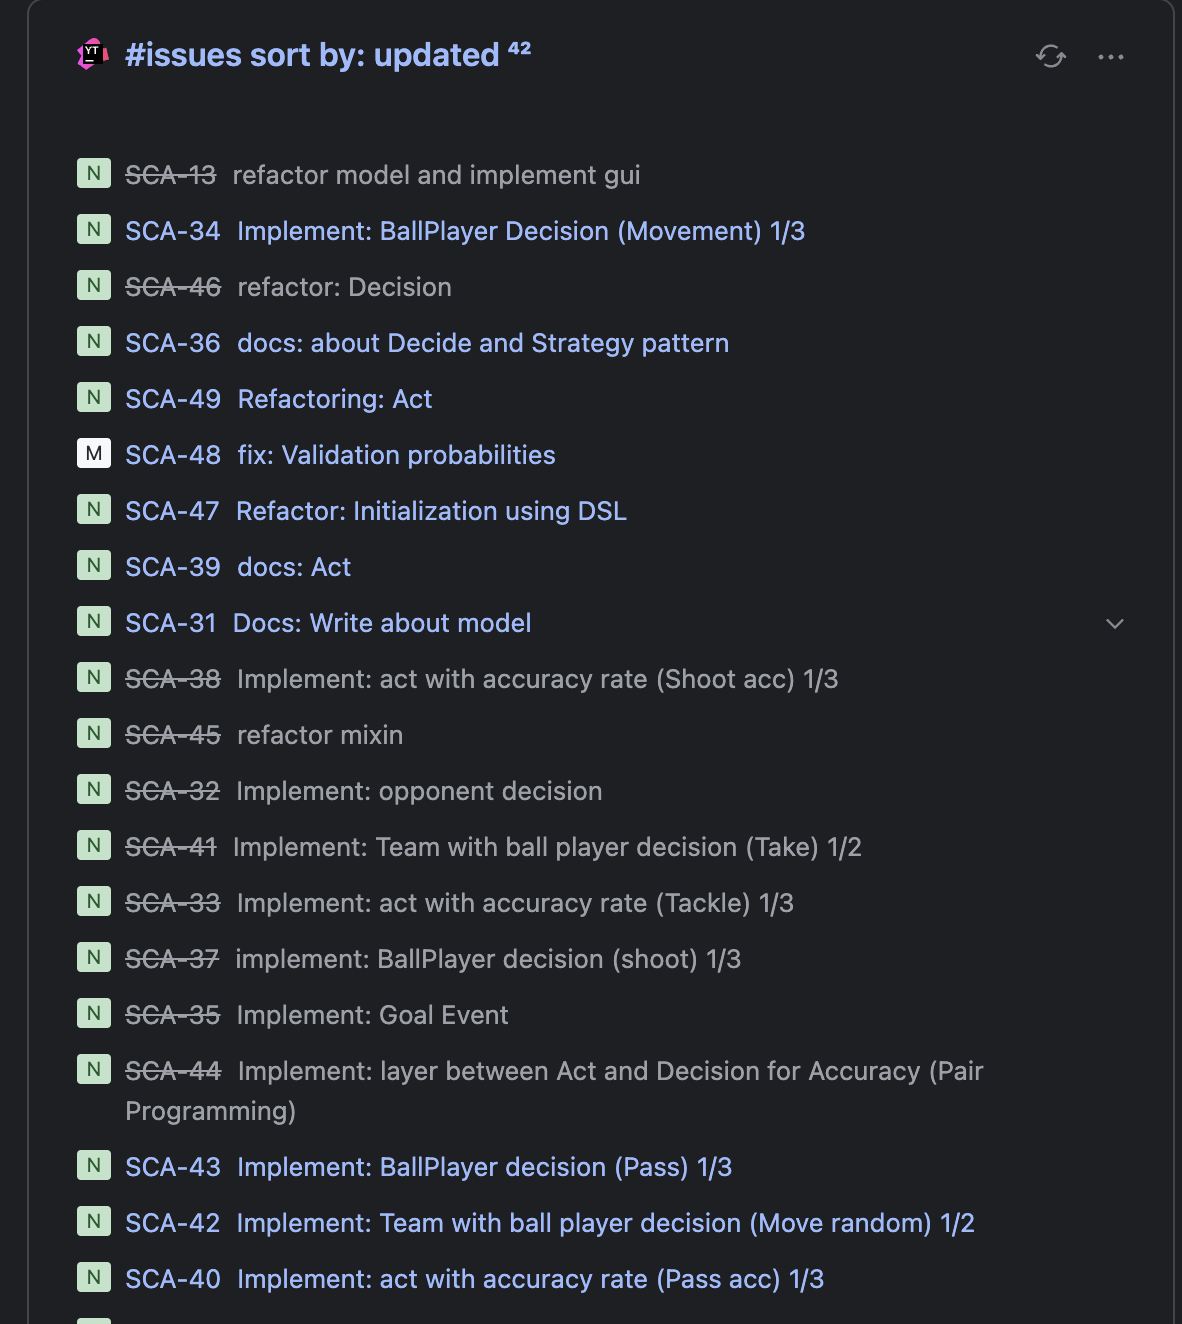 YT
#issues sort by: updated 42
N SCA-13 refactor model and implement gui
N SCA-34 Implement: BallPlayer Decision (Movement) 1/3
N SCA-46 refactor: Decision
N SCA-36 docs: about Decide and Strategy pattern
N SCA-49 Refactoring: Act
M SCA-48 fix: Validation probabilities
N SCA-47 Refactor: Initialization using DSL
N SCA-39 docs: Act
N SCA-31 Docs: Write about model
N SCA-38 Implement: act with accuracy rate (Shoot acc) 1/3
N SCA-45 refactor mixin
N SCA-32 Implement: opponent decision
N SCA-41 Implement: Team with ball player decision (Take) 1/2
N SCA-33 Implement: act with accuracy rate (Tackle) 1/3
N SCA-37 implement: BallPlayer decision (shoot) 1/3
N SCA-35 Implement: Goal Event
N SCA-44 Implement: layer between Act and Decision for Accuracy (Pair
Programming)
N SCA-43 Implement: BallPlayer decision (Pass) 1/3
N SCA-42 Implement: Team with ball player decision (Move random) 1/2
N SCA-40 Implement: act with accuracy rate (Pass acc) 1/3